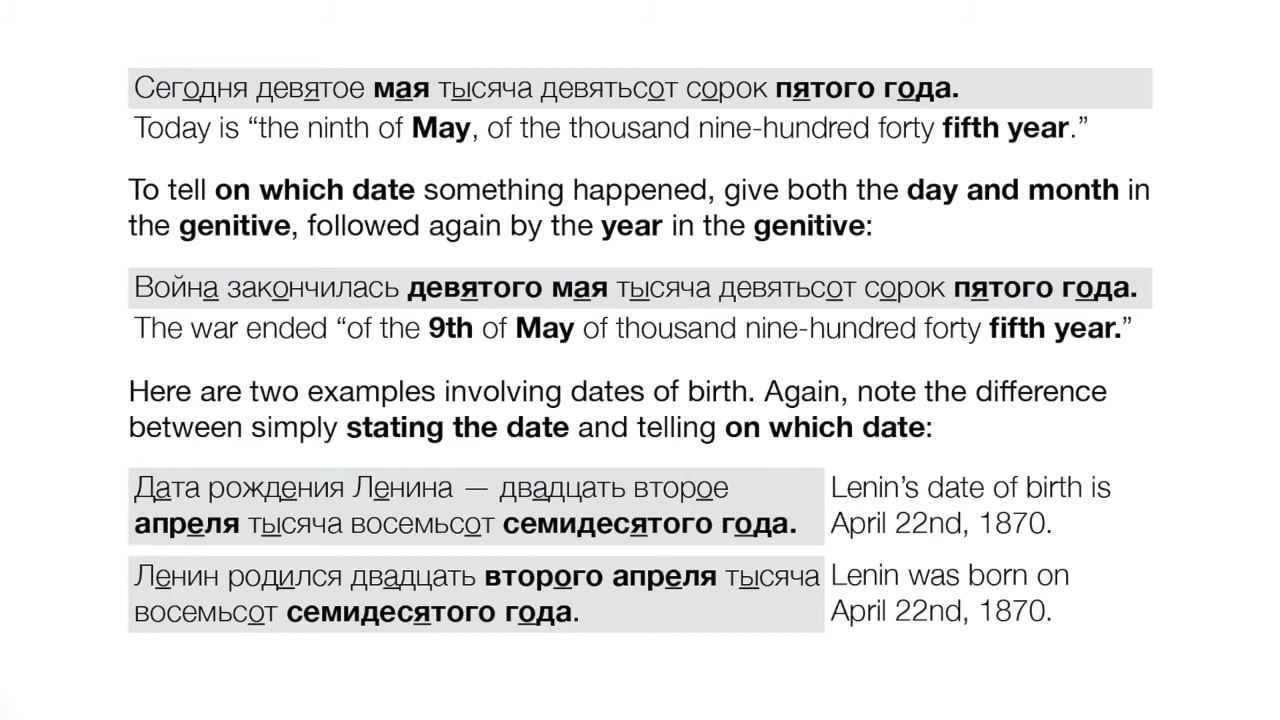 Сегодня девятое мая тысяча девятьсот сорок пятого года.
Today is “the ninth of May, of the thousand nine-hundred forty fifth year.”
To tell on which date something happened, give both the day and month in
the genitive, followed again by the year in the genitive:
Война закончилась девятого мая тысяча девятьсот сорок пятого года.
The war ended “of the 9th of May of thousand nine-hundred forty fifth year.”
Here are two examples involving dates of birth. Again, note the difference
between simply stating the date and telling on which date:
Дата рождения Ленина — двадцать второе
апреля тысяча восемьсот семидесятого года.
Lenin’s date of birth is
April 22nd, 1870.
Ленин родился двадцать второго апреля тысяча
восемьсот семидесятого года.
Lenin was born on
April 22nd, 1870.